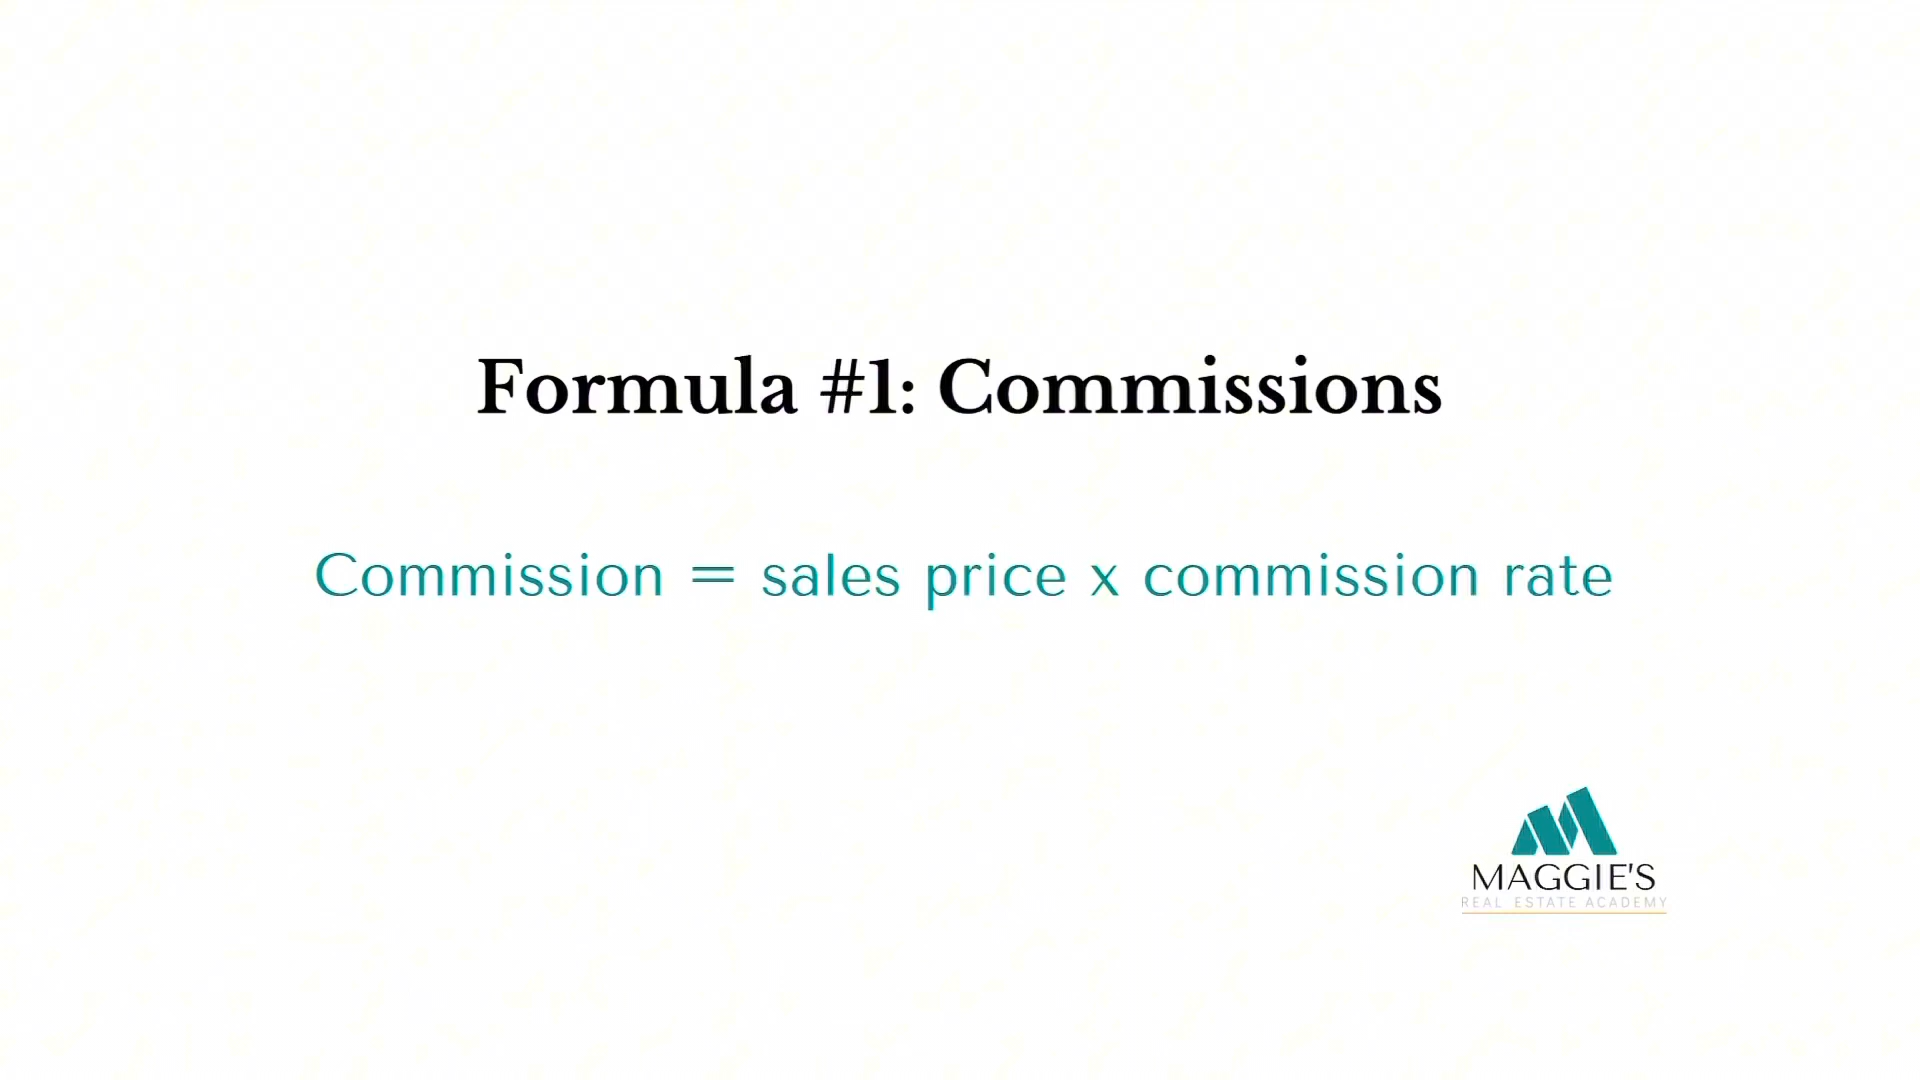 Formula #1: Commissions
Commission = sales price x commission rate
MAGGIE'S
REAL ESTATE ACADEMY